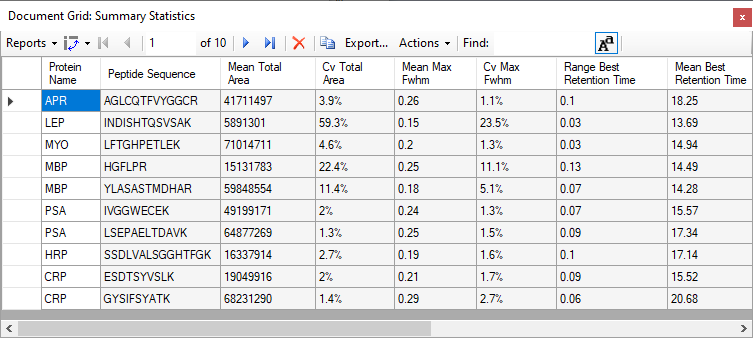 Document Grid: Summary Statistics
Reports 1 of 10 Export... Actions Find: Aa
Protein Name Peptide Sequence Mean Total Area Cv Total Area Mean Max Fwhm Cv Max Fwhm Range Best Retention Time Mean Best Retention Time
APR AGLCQTFVYGGCR 41711497 3.9% 0.26 1.1% 0.1 18.25
LEP INDISHTQSVSAK 5891301 59.3% 0.15 23.5% 0.03 13.69
MYO LFTGHPETLEK 71014711 4.6% 0.2 1.3% 0.03 14.94
MBP HGFLPR 15131783 22.4% 0.25 11.1% 0.13 14.49
MBP YLASASTMDHAR 59848554 11.4% 0.18 5.1% 0.07 14.28
PSA IVGGWECEK 49199171 2% 0.24 1.3% 0.07 15.57
PSA LSEPAELTDAVK 64877269 1.3% 0.25 1.5% 0.09 17.34
HRP SSDLVALSGGHTFGK 16337914 2.7% 0.19 1.6% 0.1 17.14
CRP ESDTSYVSLK 19049916 2% 0.21 1.7% 0.09 15.52
CRP GYSIFSYATK 68231290 1.4% 0.29 2.7% 0.06 20.68